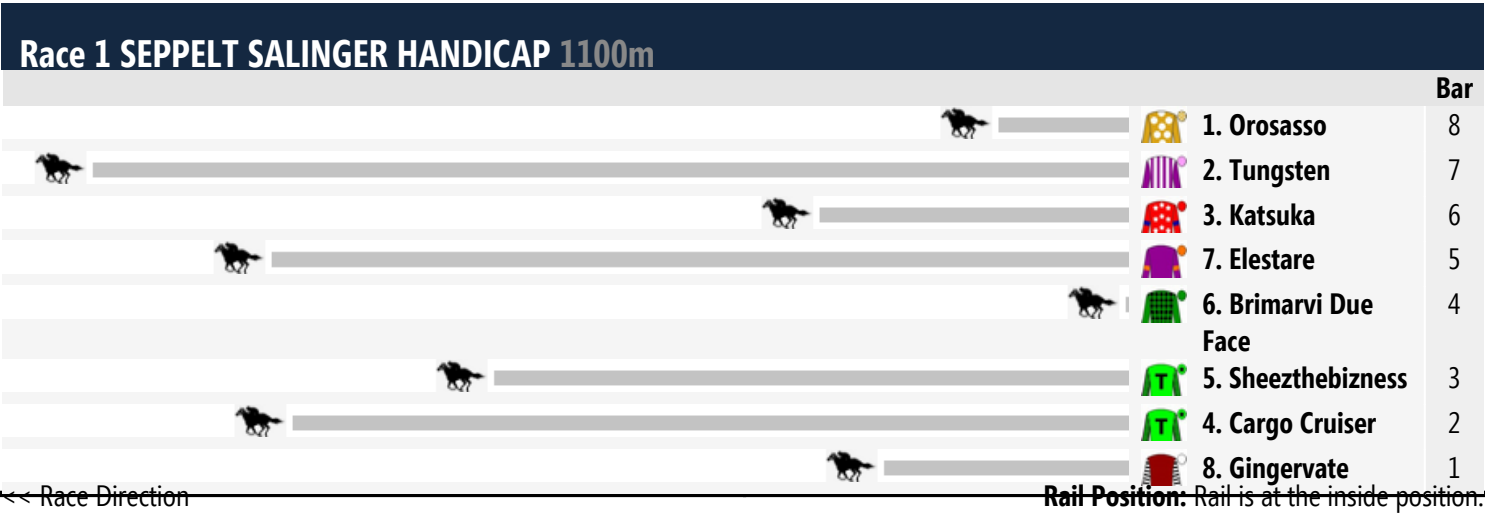 Race 1 SEPPELT SALINGER HANDICAP 1100m
Bar
1. Orosasso 8
2. Tungsten 7
3. Katsuka 6
7. Elestare 5
6. Brimarvi Due 4
Face
T 5. Sheezthebizness 3
T 4. Cargo Cruiser 2
8. Gingervate 1
<< Race Direction Rail Position: Rail is at the inside position.